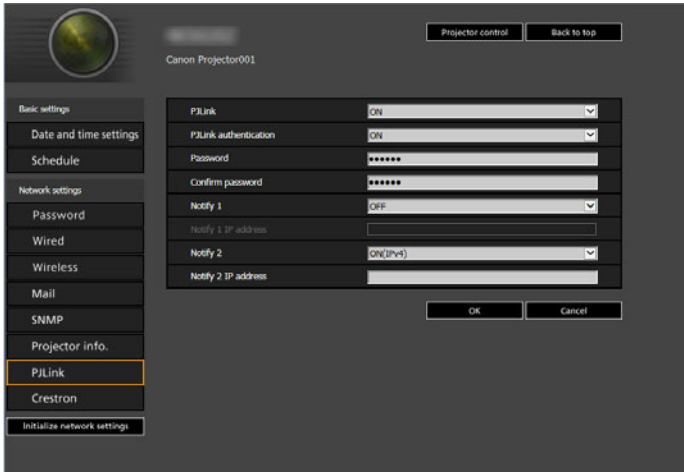 Projector control
Back to top
Canon Projector001
Basic settings
Date and time settings
Schedule
Network settings
Password
Wired
Wireless
Mail
SNMP
Projector info.
PJLink
Crestron
Initialize network settings
PJLink ON
PJLink authentication ON
Password ••••••
Confirm password ••••••
Notify 1 OFF
Notify 1 IP address
Notify 2 ON(IPv4)
Notify 2 IP address
OK
Cancel